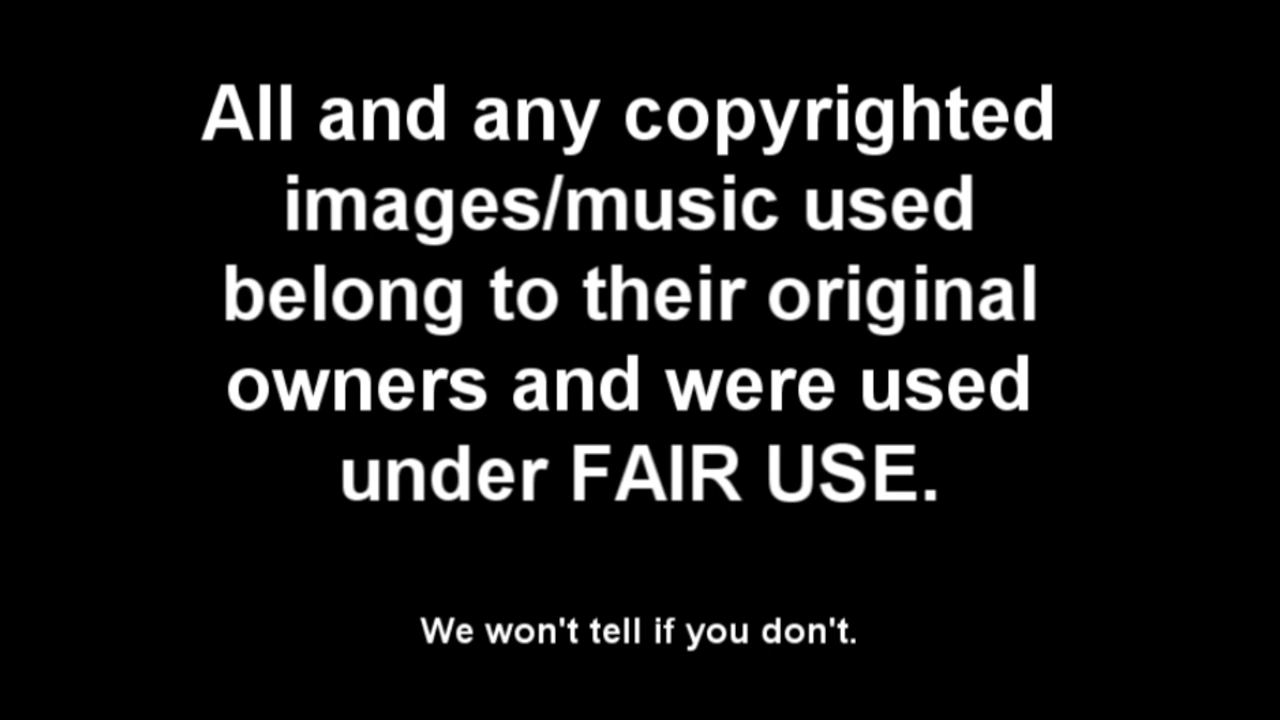 All and any copyrighted
images/music used
belong to their original
owners and were used
under FAIR USE.
We won't tell if you don't.